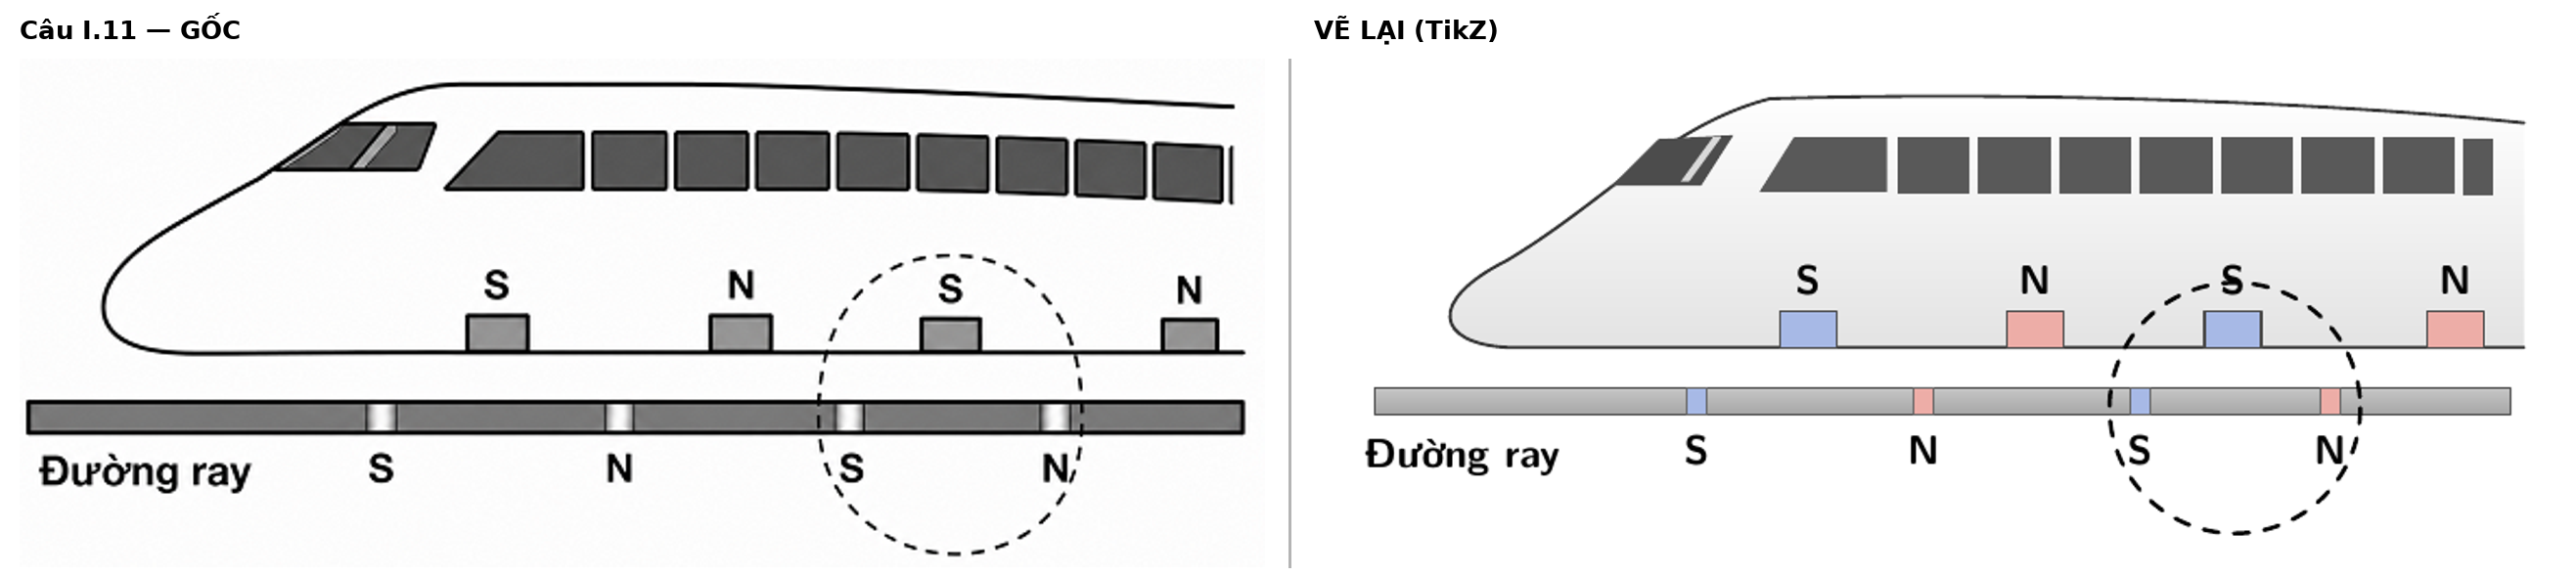 Câu I.11 — GỐC
S N S N
Đường ray S N S N
VẼ LẠI (TikZ)
S N S N
Đường ray S N S N